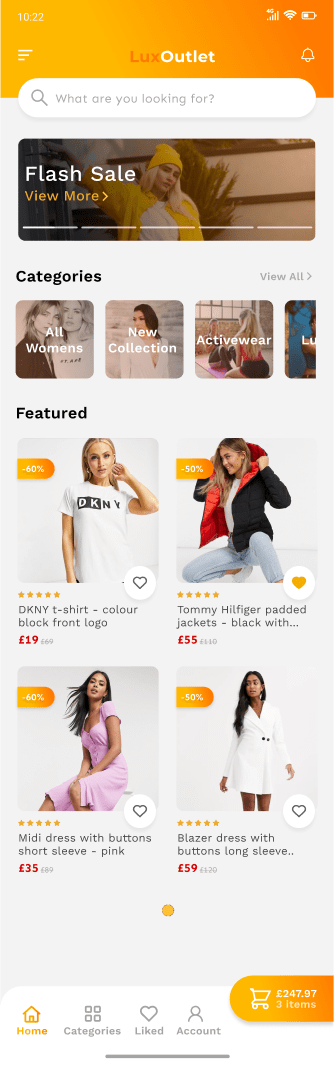 10:22
LuxOutlet
What are you looking for?
Flash Sale
View More
Categories
View All
All
Womens
New
Collection
Activewear
Lu
Featured
-60%
-50%
DKNY
DKNY t-shirt - colour
block front logo
£19 £69
Tommy Hilfiger padded
jackets - black with...
£55 £110
-60%
-50%
Midi dress with buttons
short sleeve - pink
£35 £89
Blazer dress with
buttons long sleeve..
£59 £120
£247.97
3 items
Home
Categories
Liked
Account